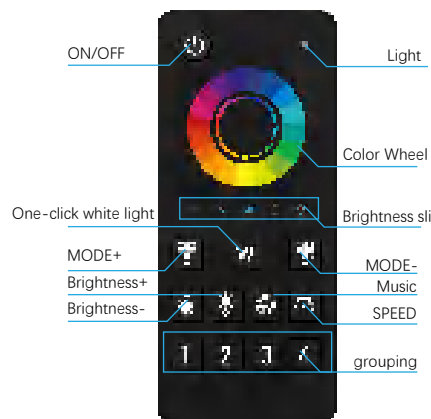 ON/OFF
Light
Color Wheel
One-click white light
Brightness sli
MODE+
MODE-
Brightness+
Music
Brightness-
SPEED
1 2 3
grouping